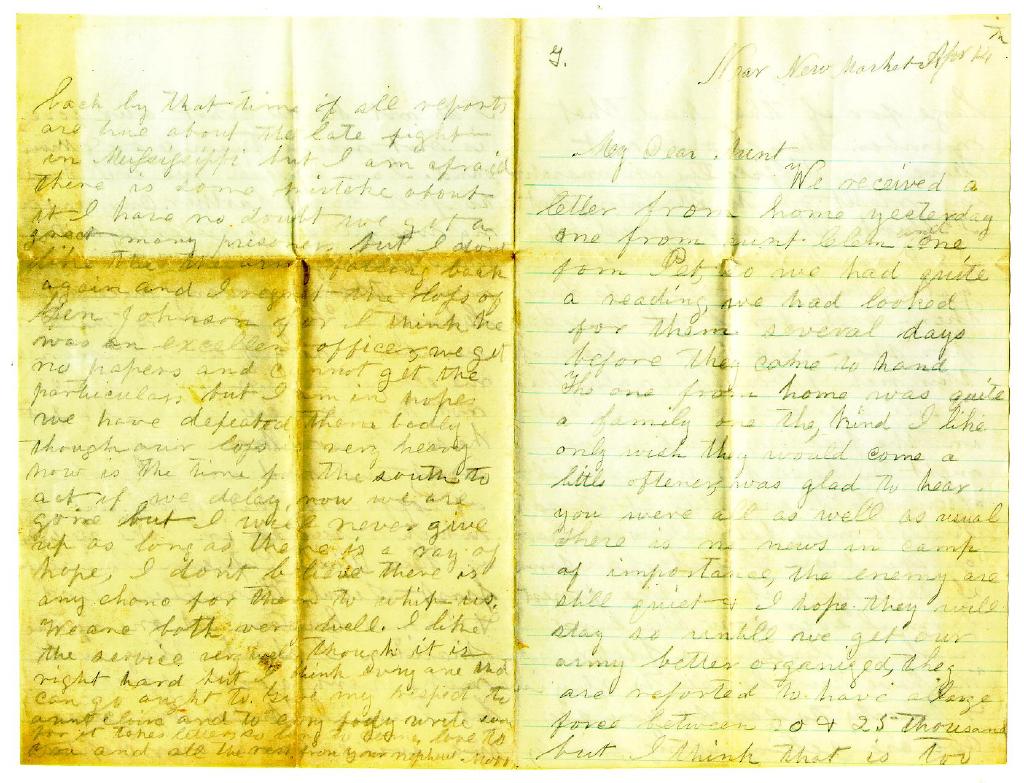 Near New Market Apr 14th
My Dear Aunt
We received a
letter from home yesterday
one from aunt Clem and one
from Pet, so we had quite
a reading, we had looked
for them several days
before they came to hand
The one from home was quite
a family one the, kind I like
only wish they would come a
little oftener, was glad to hear
you were all as well as usual
There is no news in camp
of importance, the enemy are
still quiet & I hope they will
stay so untill we get our
army better organized, they
are reported to have a large
force between 20 & 25 thousand
but I think that is too
back by that time if all reports
are true about the late fight
in Mississippi but I am afraid
there is some mistake about
it I have no doubt we get a
great many prisoners but I dont
like the the army falling back
again and I regret the loss of
Gen Johnson for I think he
was an excellent officer, we get
no papers and cannot get the
particulars but I am in hopes
we have defeated them badly
though our loss is very heavy
now is the time for the south to
act if we delay now we are
gone but I will never give
up as long as there is a ray of
hope, I dont believe there is
any chance for them to whip us.
We are both very well. I like
the service very well though it is
right hard but I think every one that
can go ought to. Give my respect to
aunt and to every body write soon
for it takes letters so long to come, love to
you and all the rest from your nephew